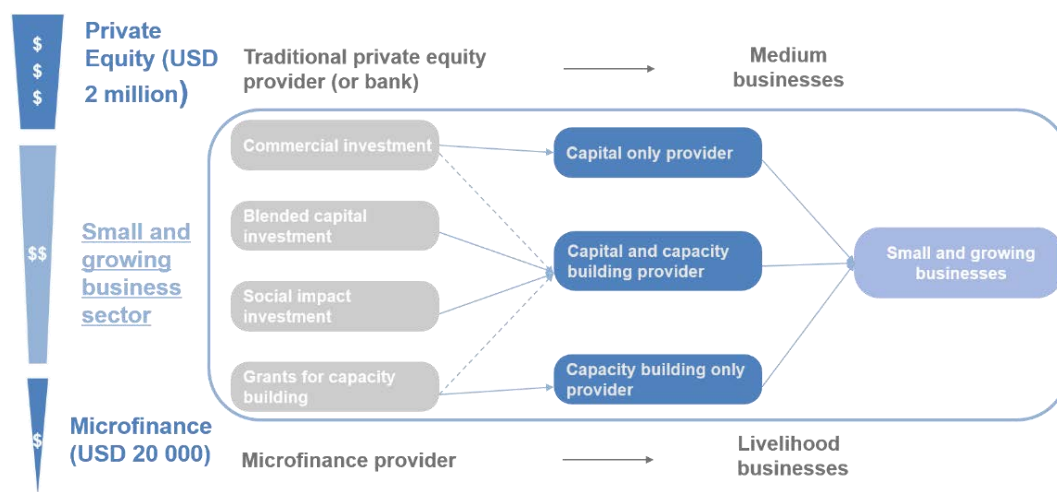 $
$
$
Private
Equity (USD
2 million)
Traditional private equity
provider (or bank)
Medium
businesses
Commercial investment
Capital only provider
$$
Small and
growing
business
sector
Blended capital
investment
Capital and capacity
building provider
Small and growing
businesses
Social impact
investment
Grants for capacity
building
Capacity building only
provider
$
Microfinance
(USD 20 000)
Microfinance provider
Livelihood
businesses